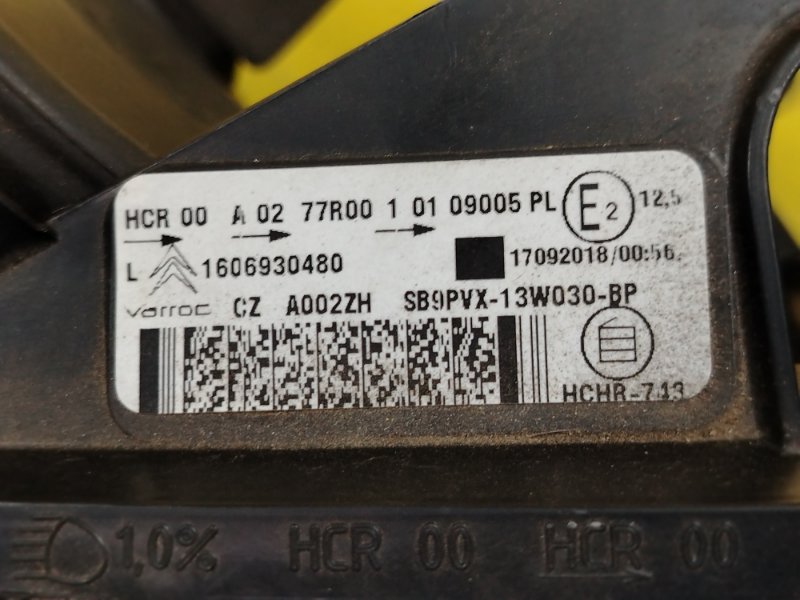 HCR 00 A 02 77R00 1 01 09005 PL E2 12,5
L 1606930480 17092018/00:56
varroc CZ A002ZH SB9PVX-13W030-BP
HCHR-743
1,0% HCR 00 HCR 00